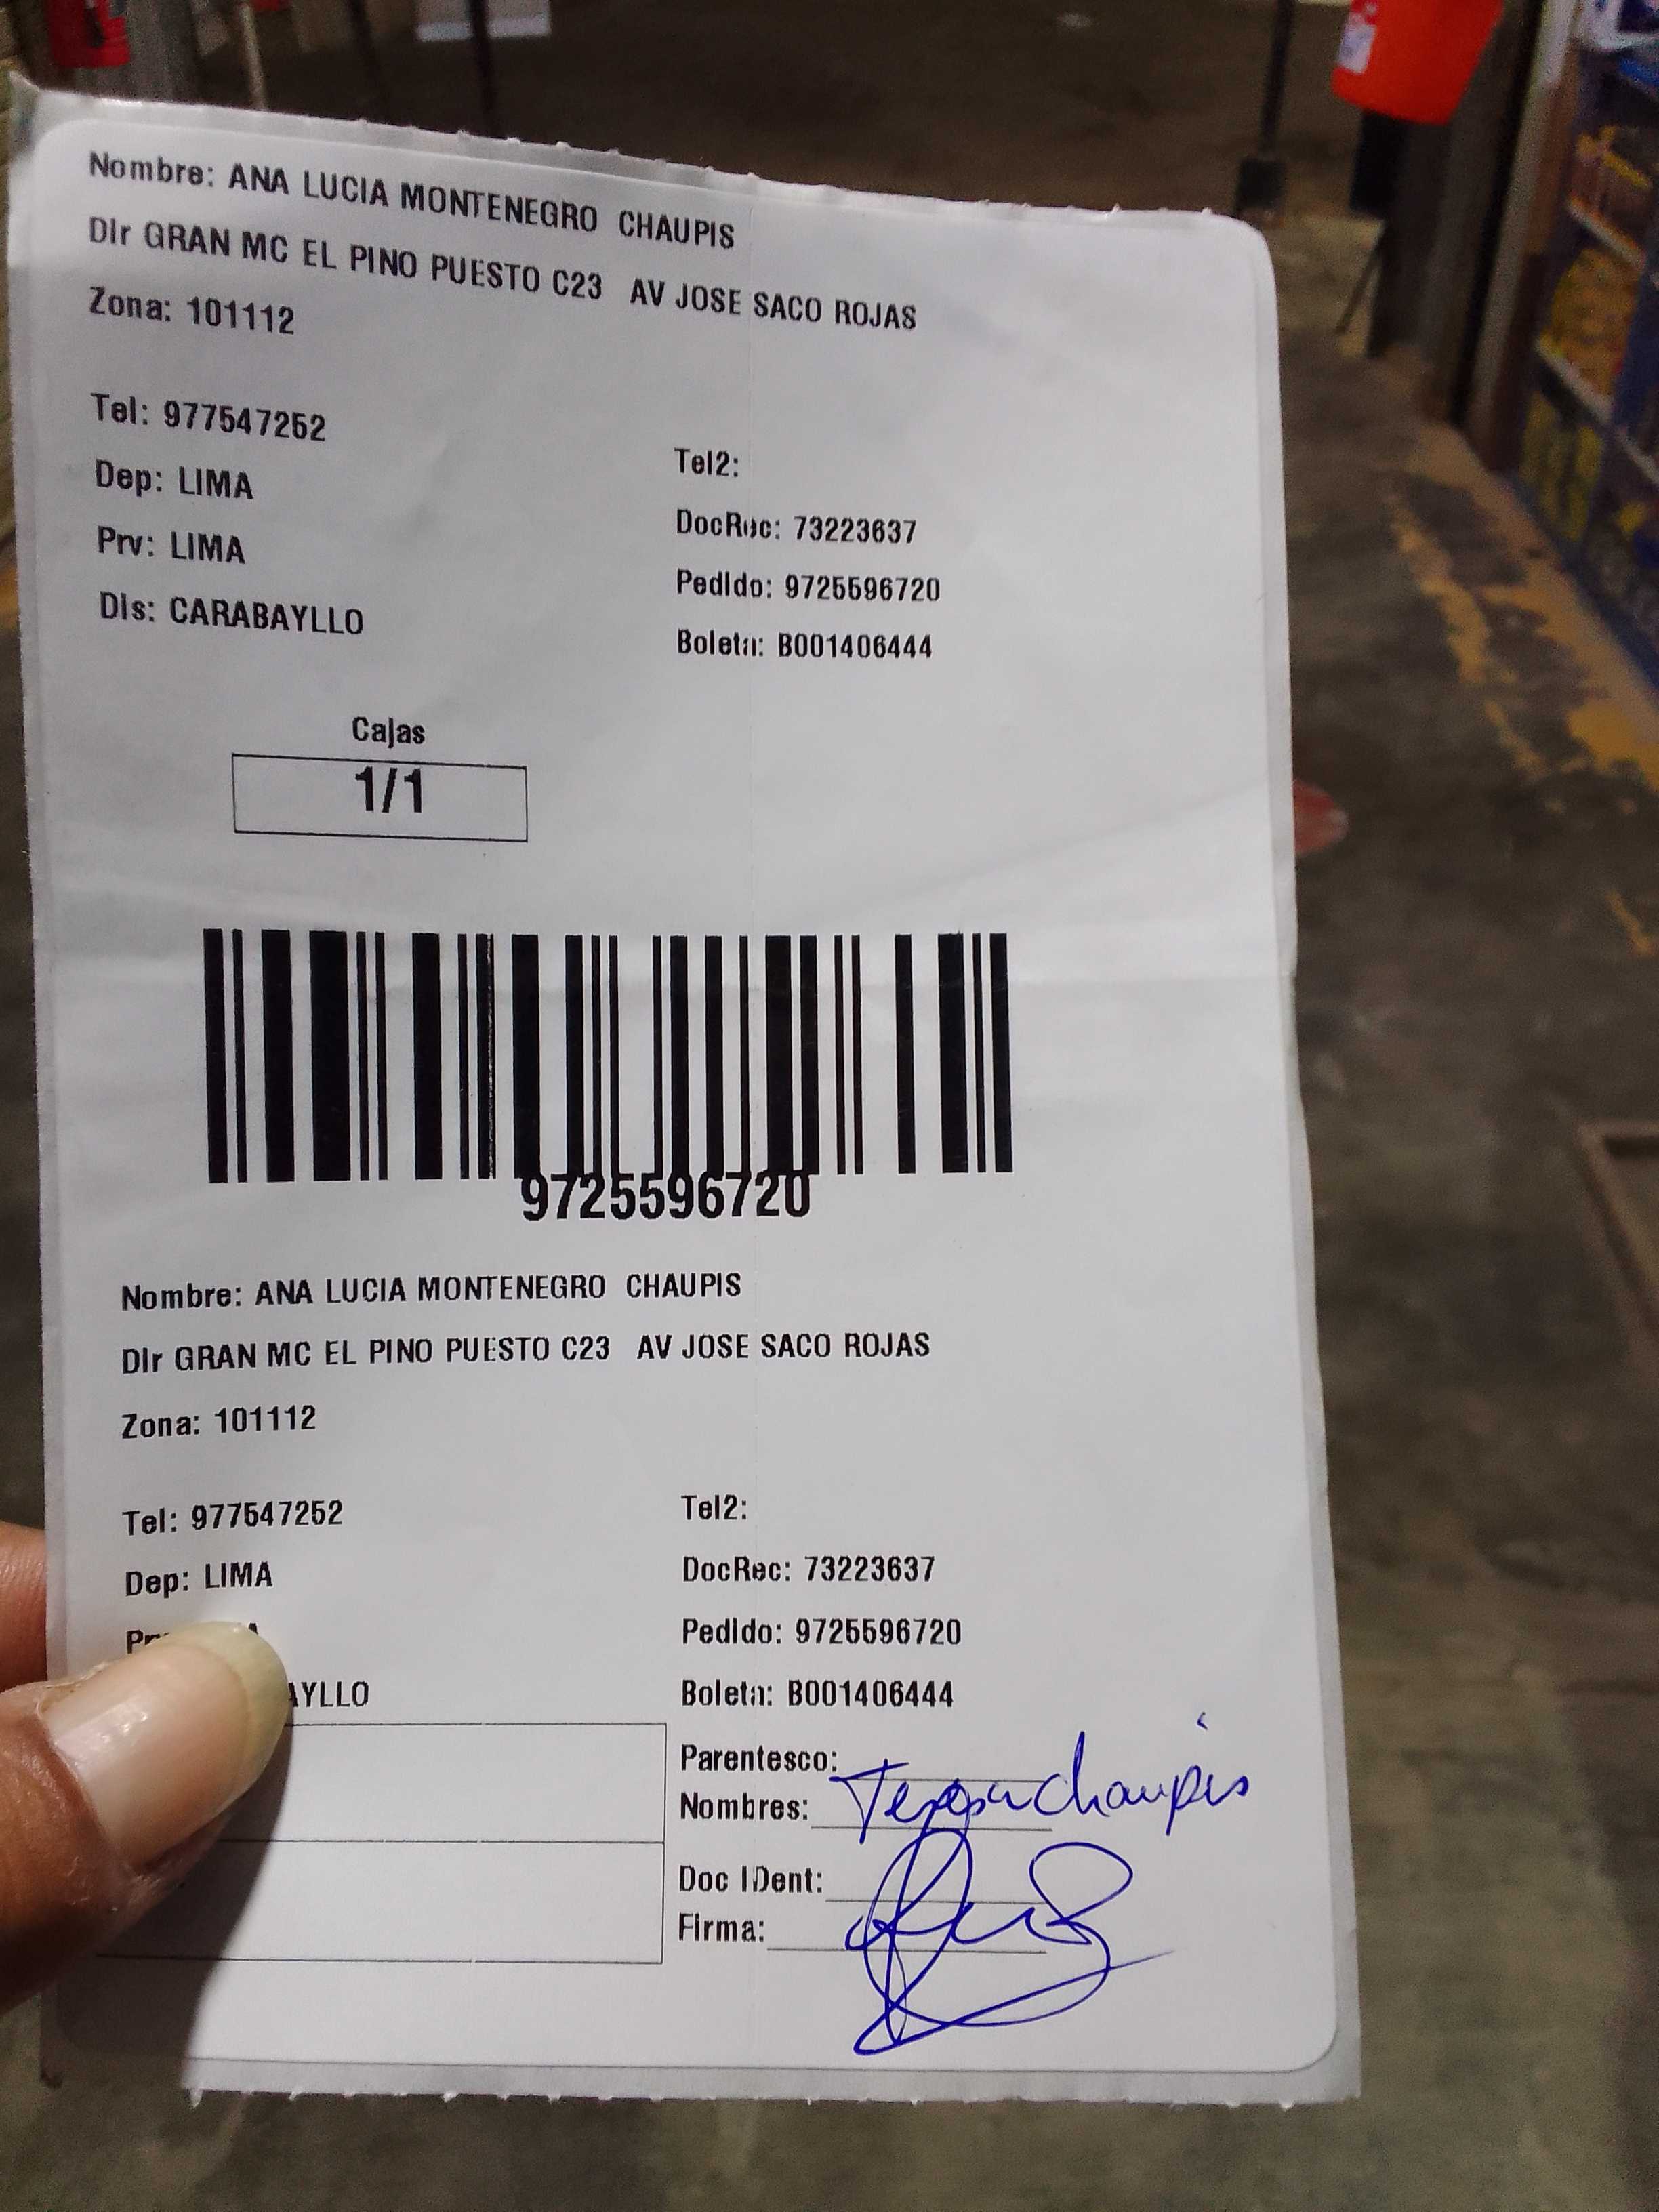 Nombre: ANA LUCIA MONTENEGRO CHAUPIS
Dir GRAN MC EL PINO PUESTO C23 AV JOSE SACO ROJAS
Zona: 101112
Tel: 977547252
Tel2:
Dep: LIMA
DocRec: 73223637
Prv: LIMA
Pedido: 9725596720
Dis: CARABAYLLO
Boleta: B001406444
Cajas
1/1
9725596720
Nombre: ANA LUCIA MONTENEGRO CHAUPIS
Dir GRAN MC EL PINO PUESTO C23 AV JOSE SACO ROJAS
Zona: 101112
Tel: 977547252
Tel2:
Dep: LIMA
DocRec: 73223637
Pedido: 9725596720
AYLLO
Boleta: B001406444
Parentesco:
Nombres: Chaupis
Doc IDent:
Firma: